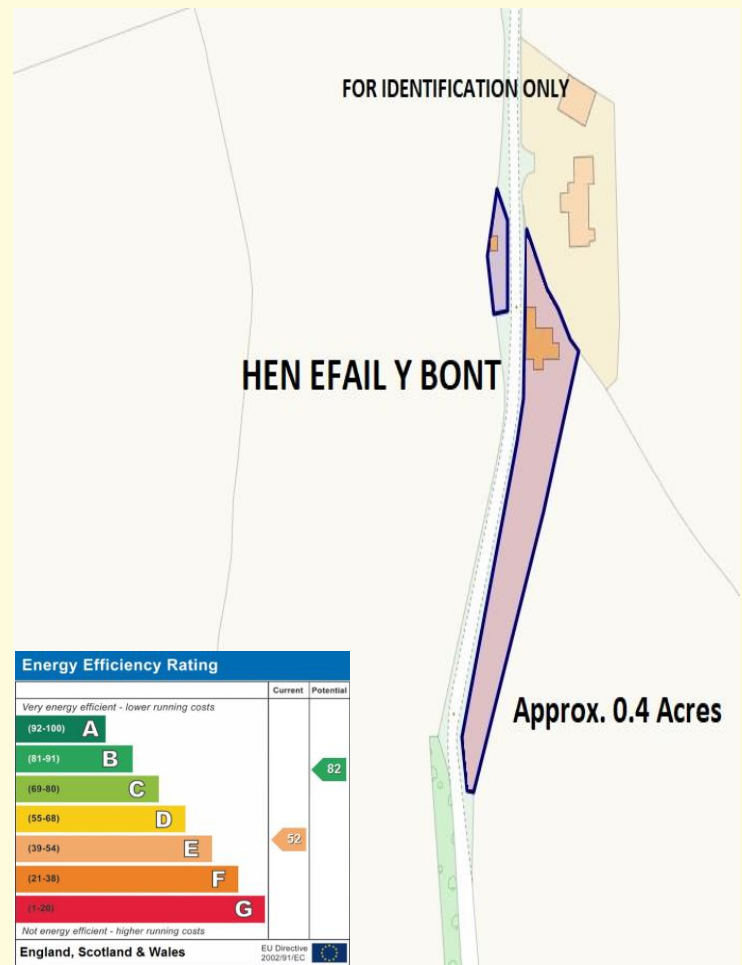 FOR IDENTIFICATION ONLY
HEN EFAIL Y BONT
Approx. 0.4 Acres
Energy Efficiency Rating
Current Potential
Very energy efficient - lower running costs
(92-100) A
(81-91) B
82
(69-80) C
(55-68) D
(39-54) E
52
(21-38) F
(1-20) G
Not energy efficient - higher running costs
England, Scotland & Wales
EU Directive
2002/91/EC